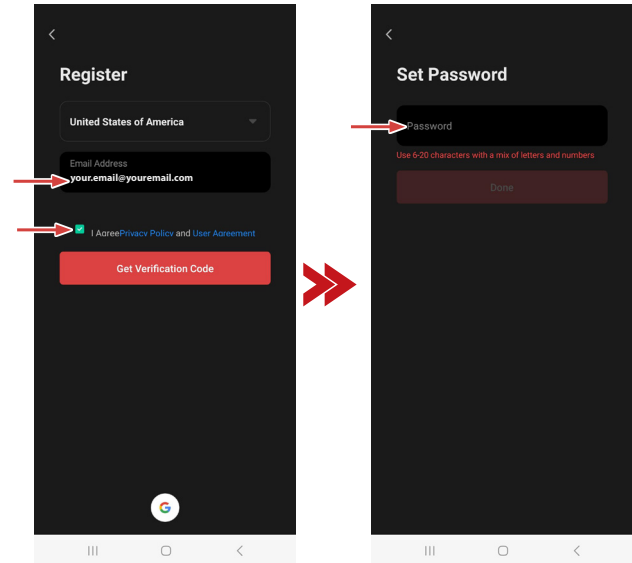 Register
United States of America
Email Address
your.email@youremail.com
I AgreePrivacy Policy and User Agreement
Get Verification Code
G
Set Password
Password
Use 6-20 characters with a mix of letters and numbers
Done